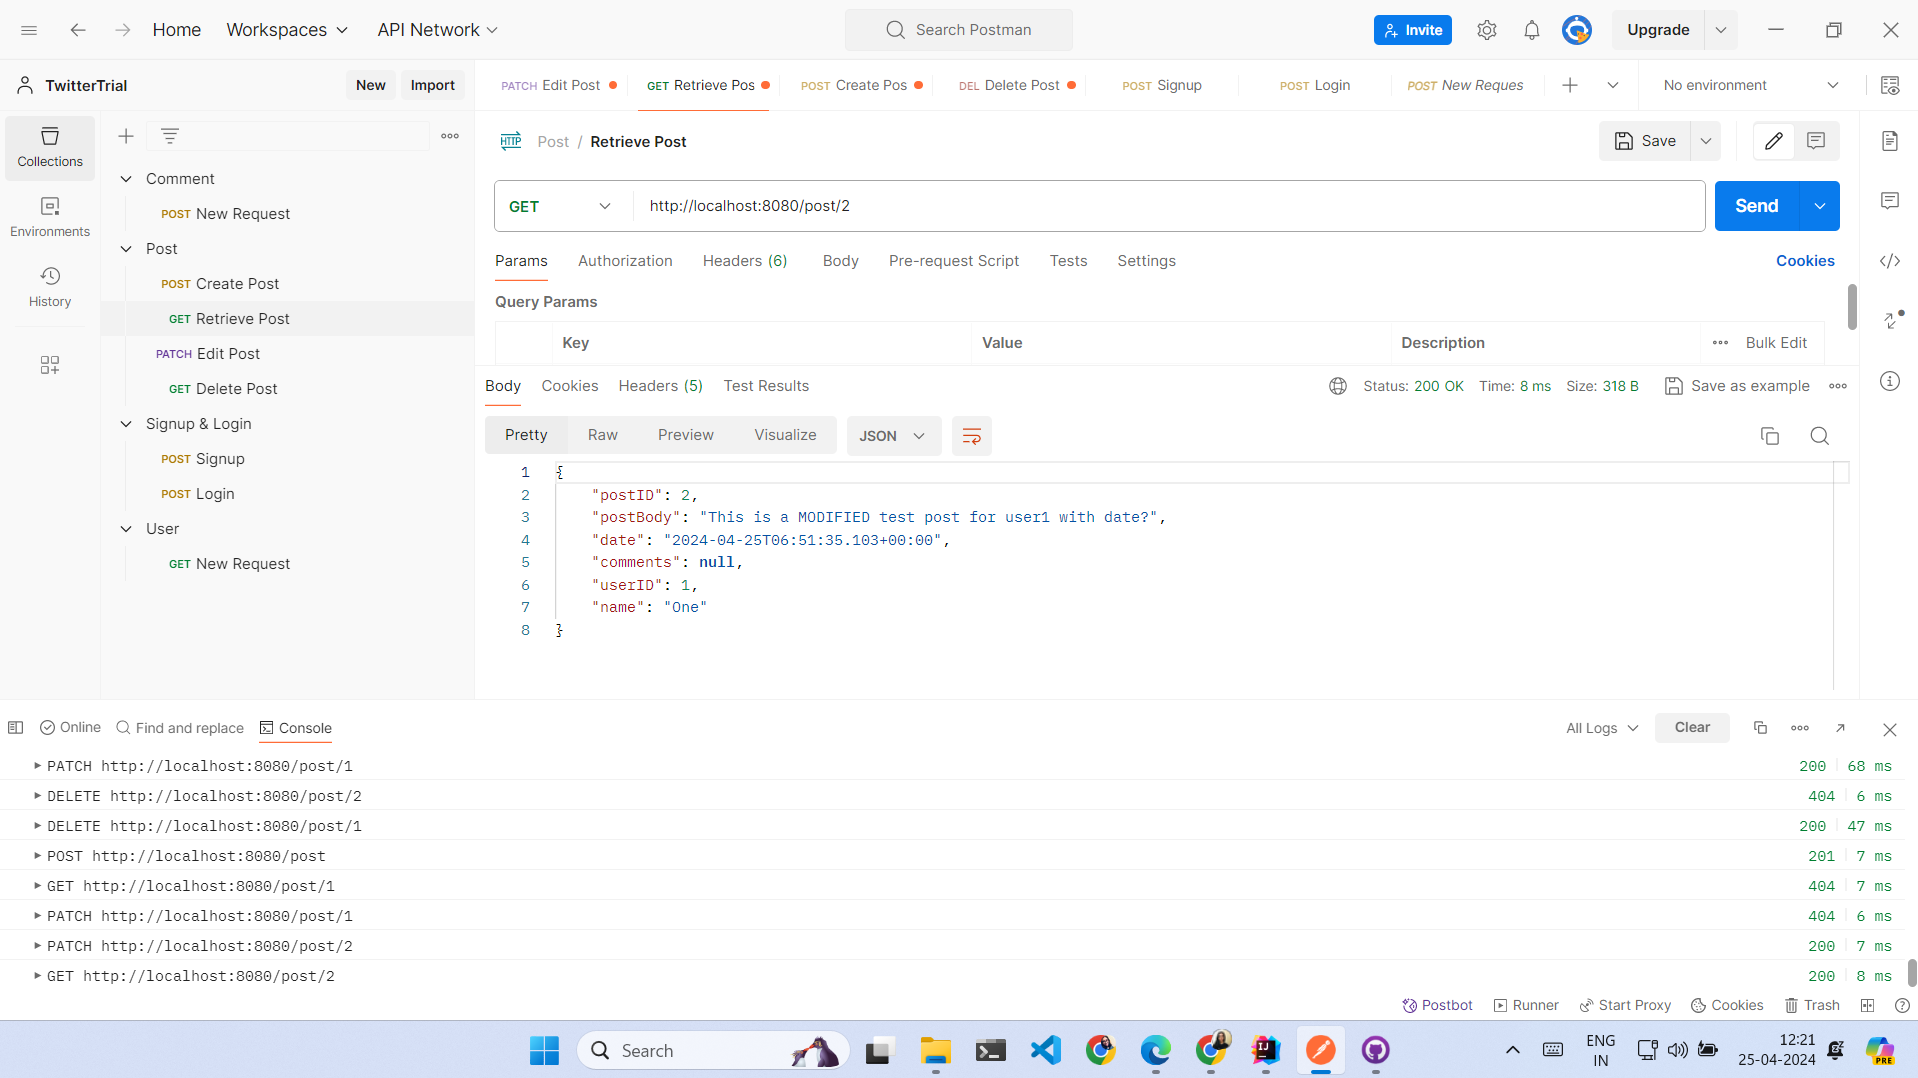 Home Workspaces API Network Search Postman Invite Upgrade
TwitterTrial New Import
PATCH Edit Post GET Retrieve Pos POST Create Pos DEL Delete Post POST Signup POST Login POST New Reques No environment
Collections
Environments
History
Comment
POST New Request
Post
POST Create Post
GET Retrieve Post
PATCH Edit Post
GET Delete Post
Signup & Login
POST Signup
POST Login
User
GET New Request
HTTP Post / Retrieve Post Save
GET http://localhost:8080/post/2 Send
Params Authorization Headers (6) Body Pre-request Script Tests Settings Cookies
Query Params
Key Value Description Bulk Edit
Body Cookies Headers (5) Test Results Status: 200 OK Time: 8 ms Size: 318 B Save as example
Pretty Raw Preview Visualize JSON
1 {
2 "postID": 2,
3 "postBody": "This is a MODIFIED test post for user1 with date?",
4 "date": "2024-04-25T06:51:35.103+00:00",
5 "comments": null,
6 "userID": 1,
7 "name": "One"
8 }
Online Find and replace Console All Logs Clear
PATCH http://localhost:8080/post/1 200 68 ms
DELETE http://localhost:8080/post/2 404 6 ms
DELETE http://localhost:8080/post/1 200 47 ms
POST http://localhost:8080/post 201 7 ms
GET http://localhost:8080/post/1 404 7 ms
PATCH http://localhost:8080/post/1 404 6 ms
PATCH http://localhost:8080/post/2 200 7 ms
GET http://localhost:8080/post/2 200 8 ms
Postbot Runner Start Proxy Cookies Trash
Search IJ ENG 12:21
IN 25-04-2024 PRE